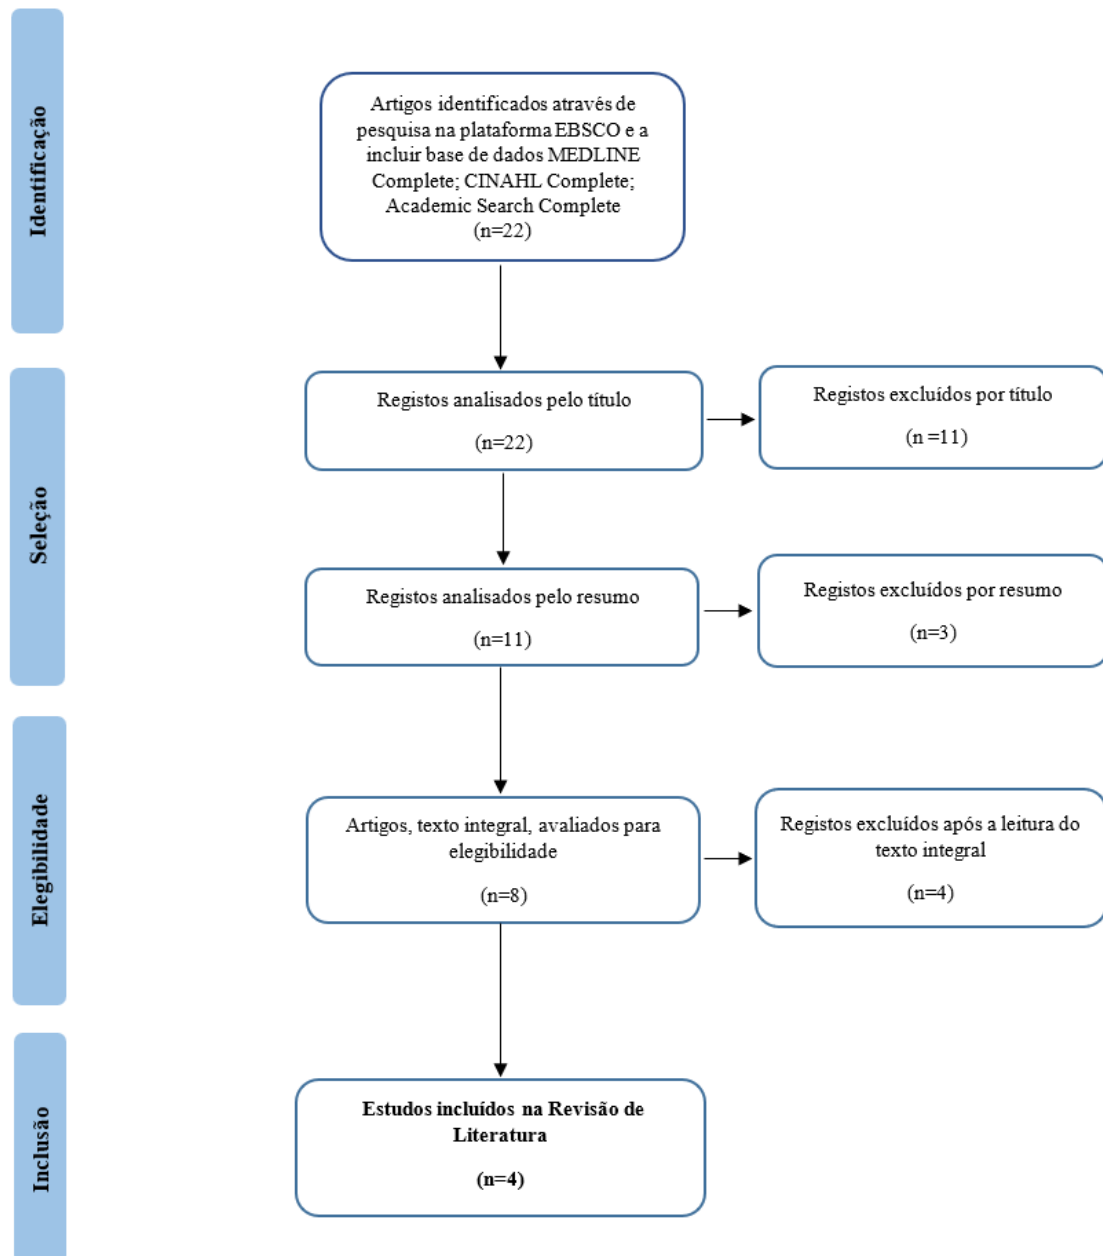 Identificação
Artigos identificados através de
pesquisa na plataforma EBSCO e a
incluir base de dados MEDLINE
Complete; CINAHL Complete;
Academic Search Complete
(n=22)
Seleção
Registos analisados pelo título
(n=22)
Registos excluídos por título
(n =11)
Registos analisados pelo resumo
(n=11)
Registos excluídos por resumo
(n=3)
Elegibilidade
Artigos, texto integral, avaliados para
elegibilidade
(n=8)
Registos excluídos após a leitura do
texto integral
(n=4)
Inclusão
Estudos incluídos na Revisão de
Literatura
(n=4)